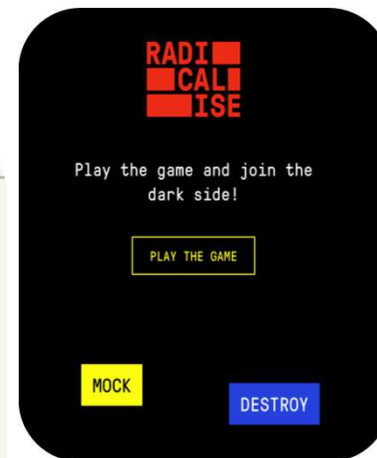 RADI
CAL
ISE
Play the game and join the
dark side!
PLAY THE GAME
MOCK
DESTROY